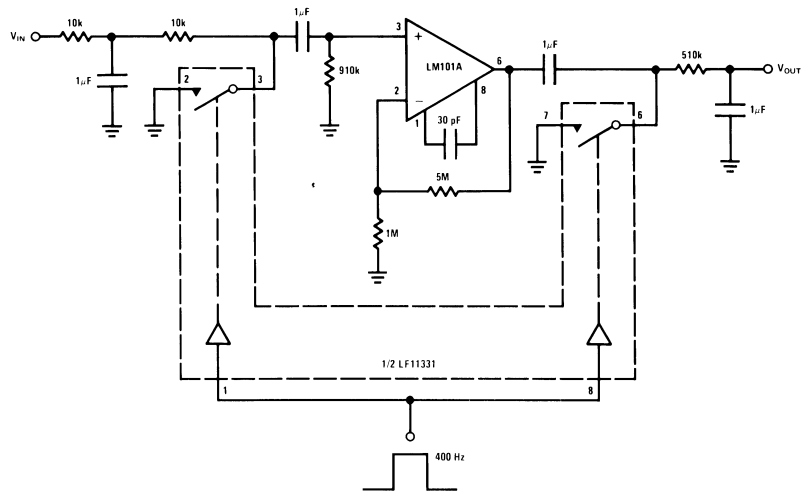 10k
10k
1μF
1μF
VIN
1μF
3
+
LM101A
6
8
2
−
1
30 pF
910k
2
3
5M
1M
510k
VOUT
1μF
7
6
1/2 LF11331
1
8
400 Hz